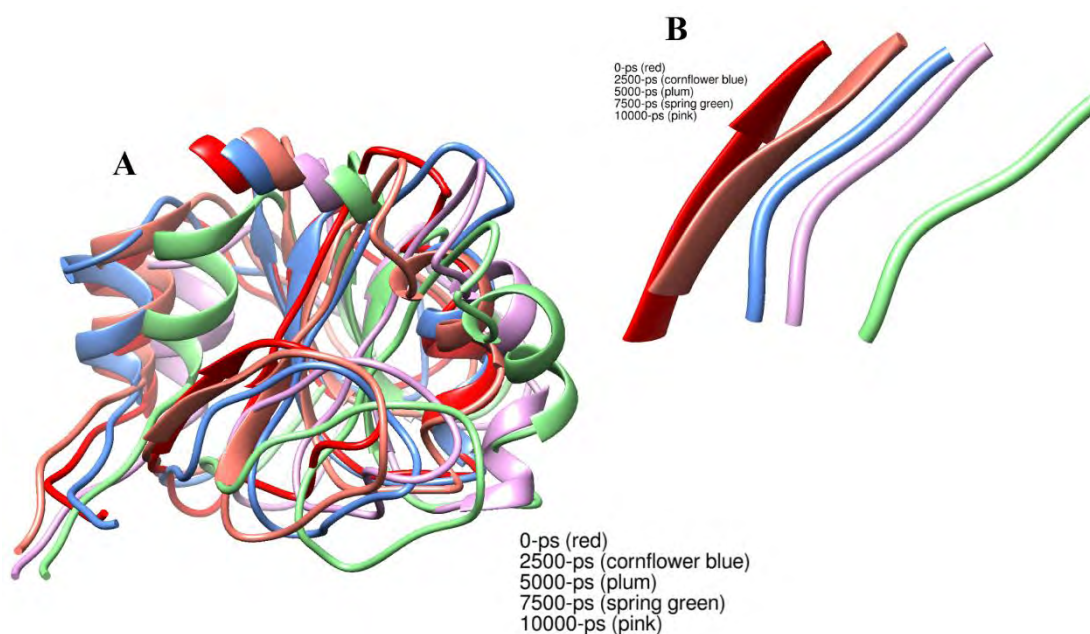 A
0-ps (red)
2500-ps (cornflower blue)
5000-ps (plum)
7500-ps (spring green)
10000-ps (pink)
B
0-ps (red)
2500-ps (cornflower blue)
5000-ps (plum)
7500-ps (spring green)
10000-ps (pink)